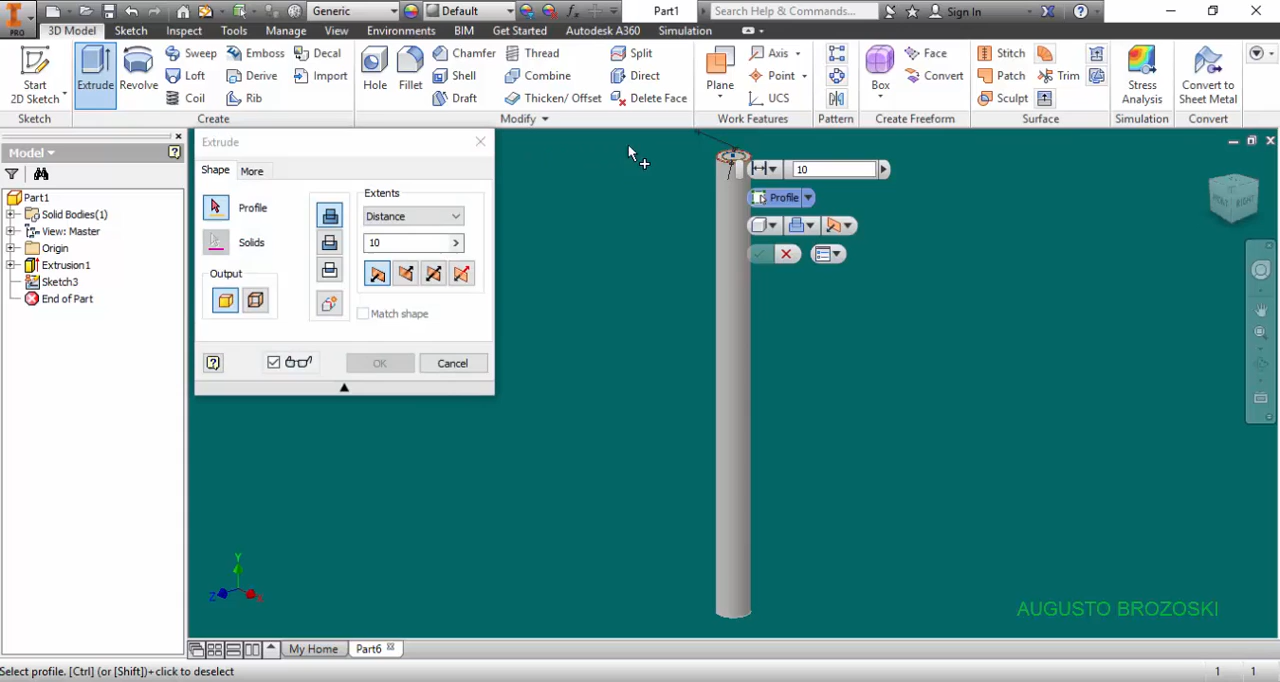 Generic
Default
fx
Part1
Search Help & Commands...
Sign In
PRO
3D Model
Sketch
Inspect
Tools
Manage
View
Environments
BIM
Get Started
Autodesk A360
Simulation
Start
2D Sketch
Extrude
Revolve
Sweep
Loft
Coil
Emboss
Derive
Rib
Decal
Import
Hole
Fillet
Chamfer
Shell
Draft
Thread
Combine
Thicken/ Offset
Split
Direct
Delete Face
Plane
Axis
Point
UCS
Box
Face
Convert
Stitch
Patch
Sculpt
Trim
Stress
Analysis
Convert to
Sheet Metal
Sketch
Create
Modify
Work Features
Pattern
Create Freeform
Surface
Simulation
Convert
Model
Part1
Solid Bodies(1)
View: Master
Origin
Extrusion1
Sketch3
End of Part
Extrude
Shape
More
Profile
Solids
Output
Extents
Distance
10
Match shape
OK
Cancel
10
Profile
RIGHT
Y
Z
AUGUSTO BROZOSKI
My Home
Part6
Select profile. [Ctrl] (or [Shift])+ click to deselect
1
1